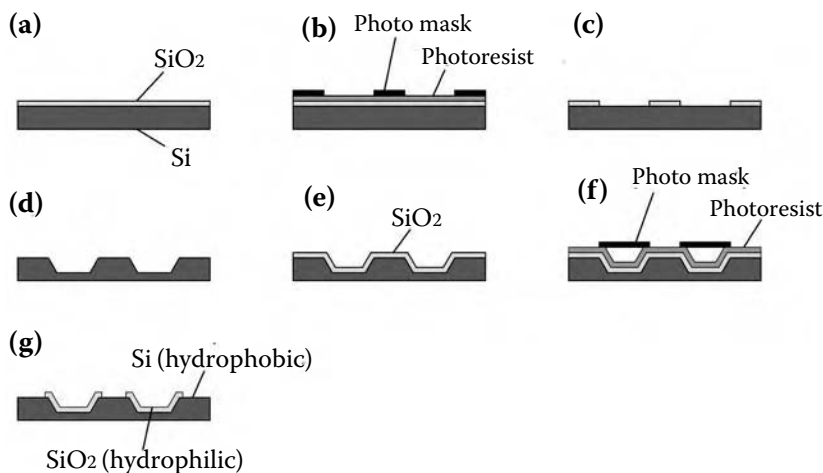 (a)
SiO2
Si
(b)
Photo mask
Photoresist
(c)
(d)
(e)
SiO2
(f)
Photo mask
Photoresist
(g)
Si (hydrophobic)
SiO2 (hydrophilic)